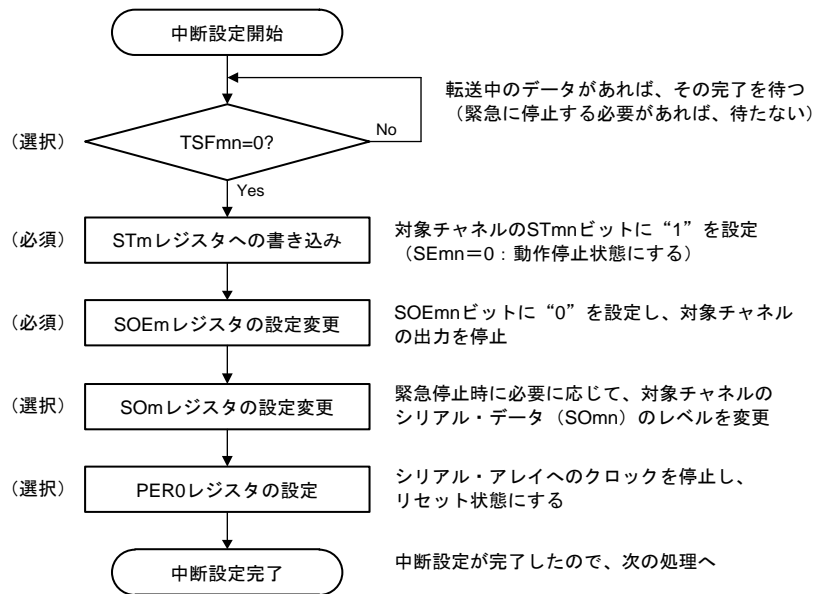 中断設定開始
転送中のデータがあれば、その完了を待つ
（緊急に停止する必要があれば、待たない）
（選択）
TSFmn=0?
No
Yes
（必須）
STmレジスタへの書き込み
対象チャネルのSTmnビットに“1”を設定
（SEmn＝0：動作停止状態にする）
（必須）
SOEmレジスタの設定変更
SOEmnビットに“0”を設定し、対象チャネル
の出力を停止
（選択）
SOmレジスタの設定変更
緊急停止時に必要に応じて、対象チャネルの
シリアル・データ（SOmn）のレベルを変更
（選択）
PER0レジスタの設定
シリアル・アレイへのクロックを停止し、
リセット状態にする
中断設定完了
中断設定が完了したので、次の処理へ